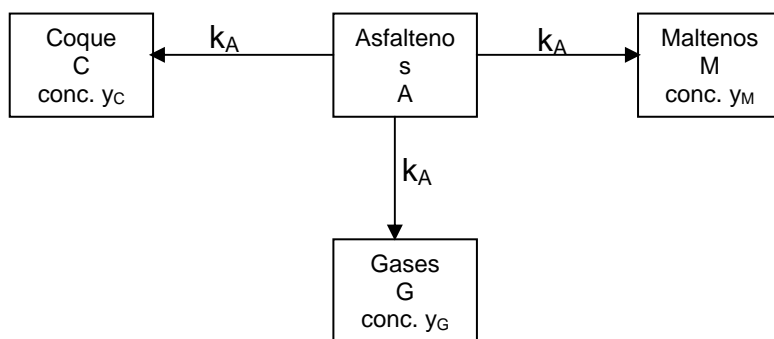 Coque
C
conc. yC
kA
Asfalteno
s
A
kA
Maltenos
M
conc. yM
kA
Gases
G
conc. yG